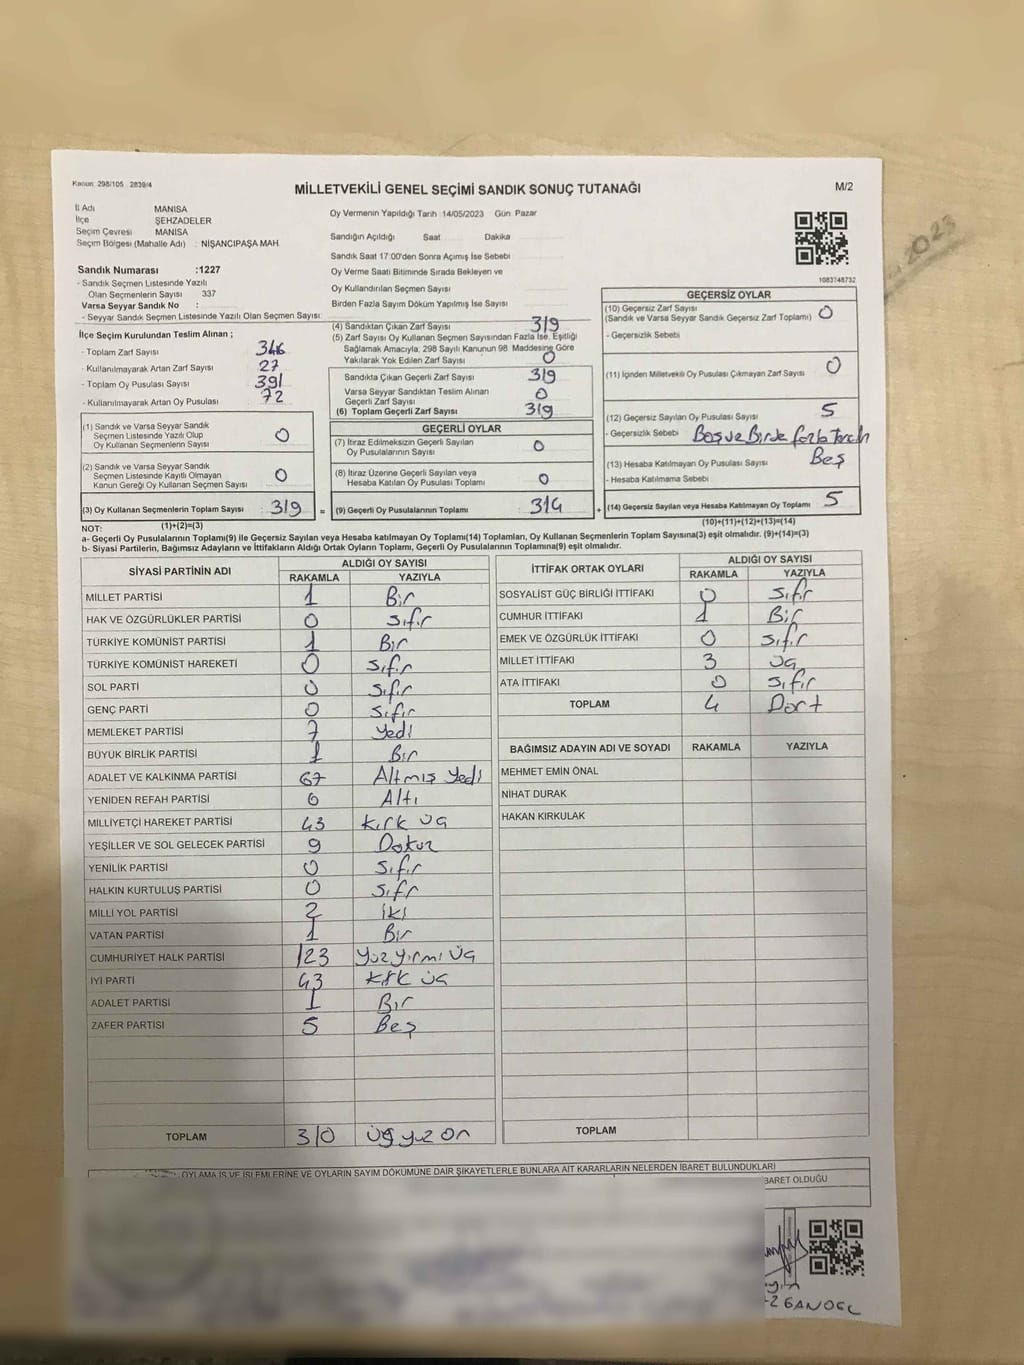 Kanun 298/105 2839/4
MİLLETVEKİLİ GENEL SEÇİMİ SANDIK SONUÇ TUTANAĞI
M/2
İl Adı MANİSA
İlçe ŞEHZADELER
Seçim Çevresi MANİSA
Seçim Bölgesi (Mahalle Adı) : NİŞANCIPAŞA MAH.
Oy Vermenin Yapıldığı Tarih 14/05/2023 Gün Pazar
Sandığın Açıldığı Saat Dakika
Sandık Saat 17:00'den Sonra Açımış İse Sebebi
Oy Verme Saati Bitiminde Sırada Bekleyen ve
Oy Kullandırılan Seçmen Sayısı
Birden Fazla Sayım Döküm Yapılmış İse Sayısı
1083748732
2023
Sandık Numarası :1227
- Sandık Seçmen Listesinde Yazılı
Olan Seçmenlerin Sayısı 337
Varsa Seyyar Sandık No :
- Seyyar Sandık Seçmen Listesinde Yazılı Olan Seçmen Sayısı
İlçe Seçim Kurulundan Teslim Alınan ;
- Toplam Zarf Sayısı 346
- Kullanılmayarak Artan Zarf Sayısı 27
- Toplam Oy Pusulası Sayısı 391
- Kullanılmayarak Artan Oy Pusulası 72
(1) Sandık ve Varsa Seyyar Sandık
Seçmen Listesinde Yazılı Olup
Oy Kullanan Seçmenlerin Sayısı 0
(2) Sandık ve Varsa Seyyar Sandık
Seçmen Listesinde Kayıtlı Olmayan
Kanun Gereği Oy Kullanan Seçmen Sayısı 0
(3) Oy Kullanan Seçmenlerin Toplam Sayısı 319 =
(4) Sandıktan Çıkan Zarf Sayısı 319
(5) Zarf Sayısı Oy Kullanan Seçmen Sayısından Fazla İse, Eşitliği
Sağlamak Amacıyla, 298 Sayılı Kanunun 98. Maddesine Göre
Yakılarak Yok Edilen Zarf Sayısı 0
Sandıkta Çıkan Geçerli Zarf Sayısı 319
Varsa Seyyar Sandıktan Teslim Alınan
Geçerli Zarf Sayısı 0
(6) Toplam Geçerli Zarf Sayısı 319
GEÇERLİ OYLAR
(7) İtiraz Edilmeksizin Geçerli Sayılan
Oy Pusulasının Sayısı 0
(8) İtiraz Üzerine Geçerli Sayılan veya
Hesaba Katılan Oy Pusulası Toplamı 0
(9) Geçerli Oy Pusulalarının Toplamı 314 +
GEÇERSİZ OYLAR
(10) Geçersiz Zarf Sayısı
(Sandık ve Varsa Seyyar Sandık Geçersiz Zarf Toplamı) 0
- Geçersizlik Sebebi
(11) İçinden Milletvekili Oy Pusulası Çıkmayan Zarf Sayısı 0
(12) Geçersiz Sayılan Oy Pusulası Sayısı 5
- Geçersizlik Sebebi Boş ve Birde fazla tercih
(13) Hesaba Katılmayan Oy Pusulası Sayısı Beş
- Hesaba Katılmama Sebebi
(14) Geçersiz Sayılan veya Hesaba Katılmayan Oy Toplamı 5
NOT: (1)+(2)=(3) (10)+(11)+(12)+(13)=(14)
a- Geçerli Oy Pusulalarının Toplamı(9) ile Geçersiz Sayılan veya Hesaba katılmayan Oy Toplamı(14) Toplamları, Oy Kullanan Seçmenlerin Toplam Sayısına(3) eşit olmalıdır. (9)+(14)=(3)
b- Siyasi Partilerin, Bağımsız Adayların ve İttifakların Aldığı Ortak Oyların Toplamı, Geçerli Oy Pusulalarının Toplamına(9) eşit olmalıdır.
SİYASİ PARTİNİN ADI ALDIĞI OY SAYISI
RAKAMLA YAZIYLA
MİLLET PARTİSİ 1 Bir
HAK VE ÖZGÜRLÜKLER PARTİSİ 0 sıfır
TÜRKİYE KOMÜNİST PARTİSİ 1 Bir
TÜRKİYE KOMÜNİST HAREKETİ 0 sıfır
SOL PARTİ 0 sıfır
GENÇ PARTİ 0 sıfır
MEMLEKET PARTİSİ 7 Yedi
BÜYÜK BİRLİK PARTİSİ 1 Bir
ADALET VE KALKINMA PARTİSİ 67 Altmış Yedi
YENİDEN REFAH PARTİSİ 6 Altı
MİLLİYETÇİ HAREKET PARTİSİ 43 kırk üç
YEŞİLLER VE SOL GELECEK PARTİSİ 9 Dokuz
YENİLİK PARTİSİ 0 sıfır
HALKIN KURTULUŞ PARTİSİ 0 sıfr
MİLLİ YOL PARTİSİ 2 iki
VATAN PARTİSİ 1 Bir
CUMHURİYET HALK PARTİSİ 123 Yüz yirmi üç
İYİ PARTİ 43 kırk üç
ADALET PARTİSİ 1 Bir
ZAFER PARTİSİ 5 Beş
TOPLAM 310 üç yüz on
İTTİFAK ORTAK OYLARI ALDIĞI OY SAYISI
RAKAMLA YAZIYLA
SOSYALİST GÜÇ BİRLİĞİ İTTİFAKI 0 sıfır
CUMHUR İTTİFAKI 1 Bir
EMEK VE ÖZGÜRLÜK İTTİFAKI 0 sıfır
MİLLET İTTİFAKI 3 üç
ATA İTTİFAKI 0 sıfır
TOPLAM 4 Dört
BAĞIMSIZ ADAYIN ADI VE SOYADI RAKAMLA YAZIYLA
MEHMET EMİN ÖNAL
NİHAT DURAK
HAKAN KIRKULAK
TOPLAM
OYLAMA İŞ VE İŞLEMLERİNE VE OYLARIN SAYIM DÖKÜMÜNE DAİR ŞİKAYETLERLE BUNLARA AİT KARARLARIN NELERDEN İBARET BULUNDUKLARI
BARET OLDUĞU